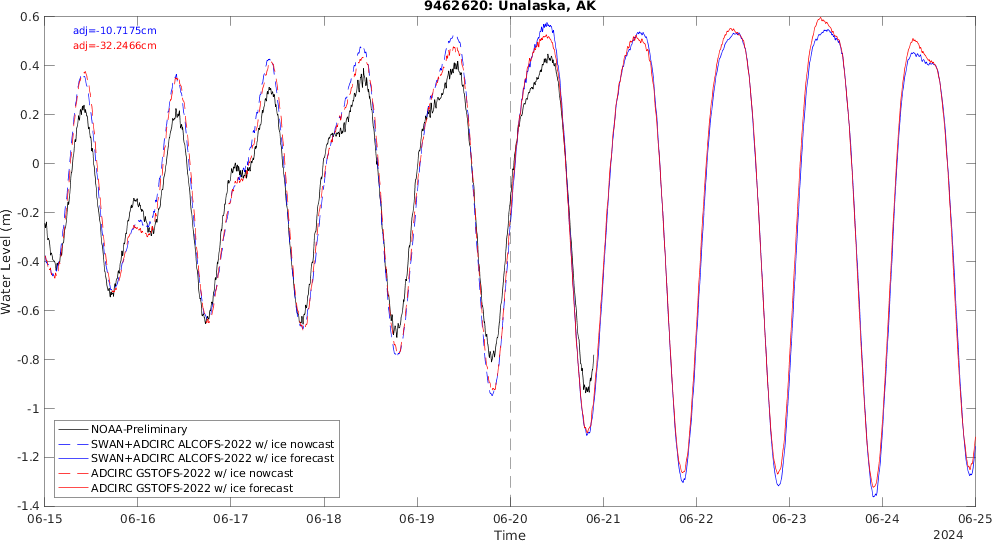 9462620: Unalaska, AK
adj=-10.7175cm
adj=-32.2466cm
0.6
0.4
0.2
0
-0.2
-0.4
-0.6
-0.8
-1
-1.2
-1.4
Water Level (m)
NOAA-Preliminary
SWAN+ADCIRC ALCOFS-2022 w/ ice nowcast
SWAN+ADCIRC ALCOFS-2022 w/ ice forecast
ADCIRC GSTOFS-2022 w/ ice nowcast
ADCIRC GSTOFS-2022 w/ ice forecast
06-15 06-16 06-17 06-18 06-19 06-20 06-21 06-22 06-23 06-24 06-25
Time
2024